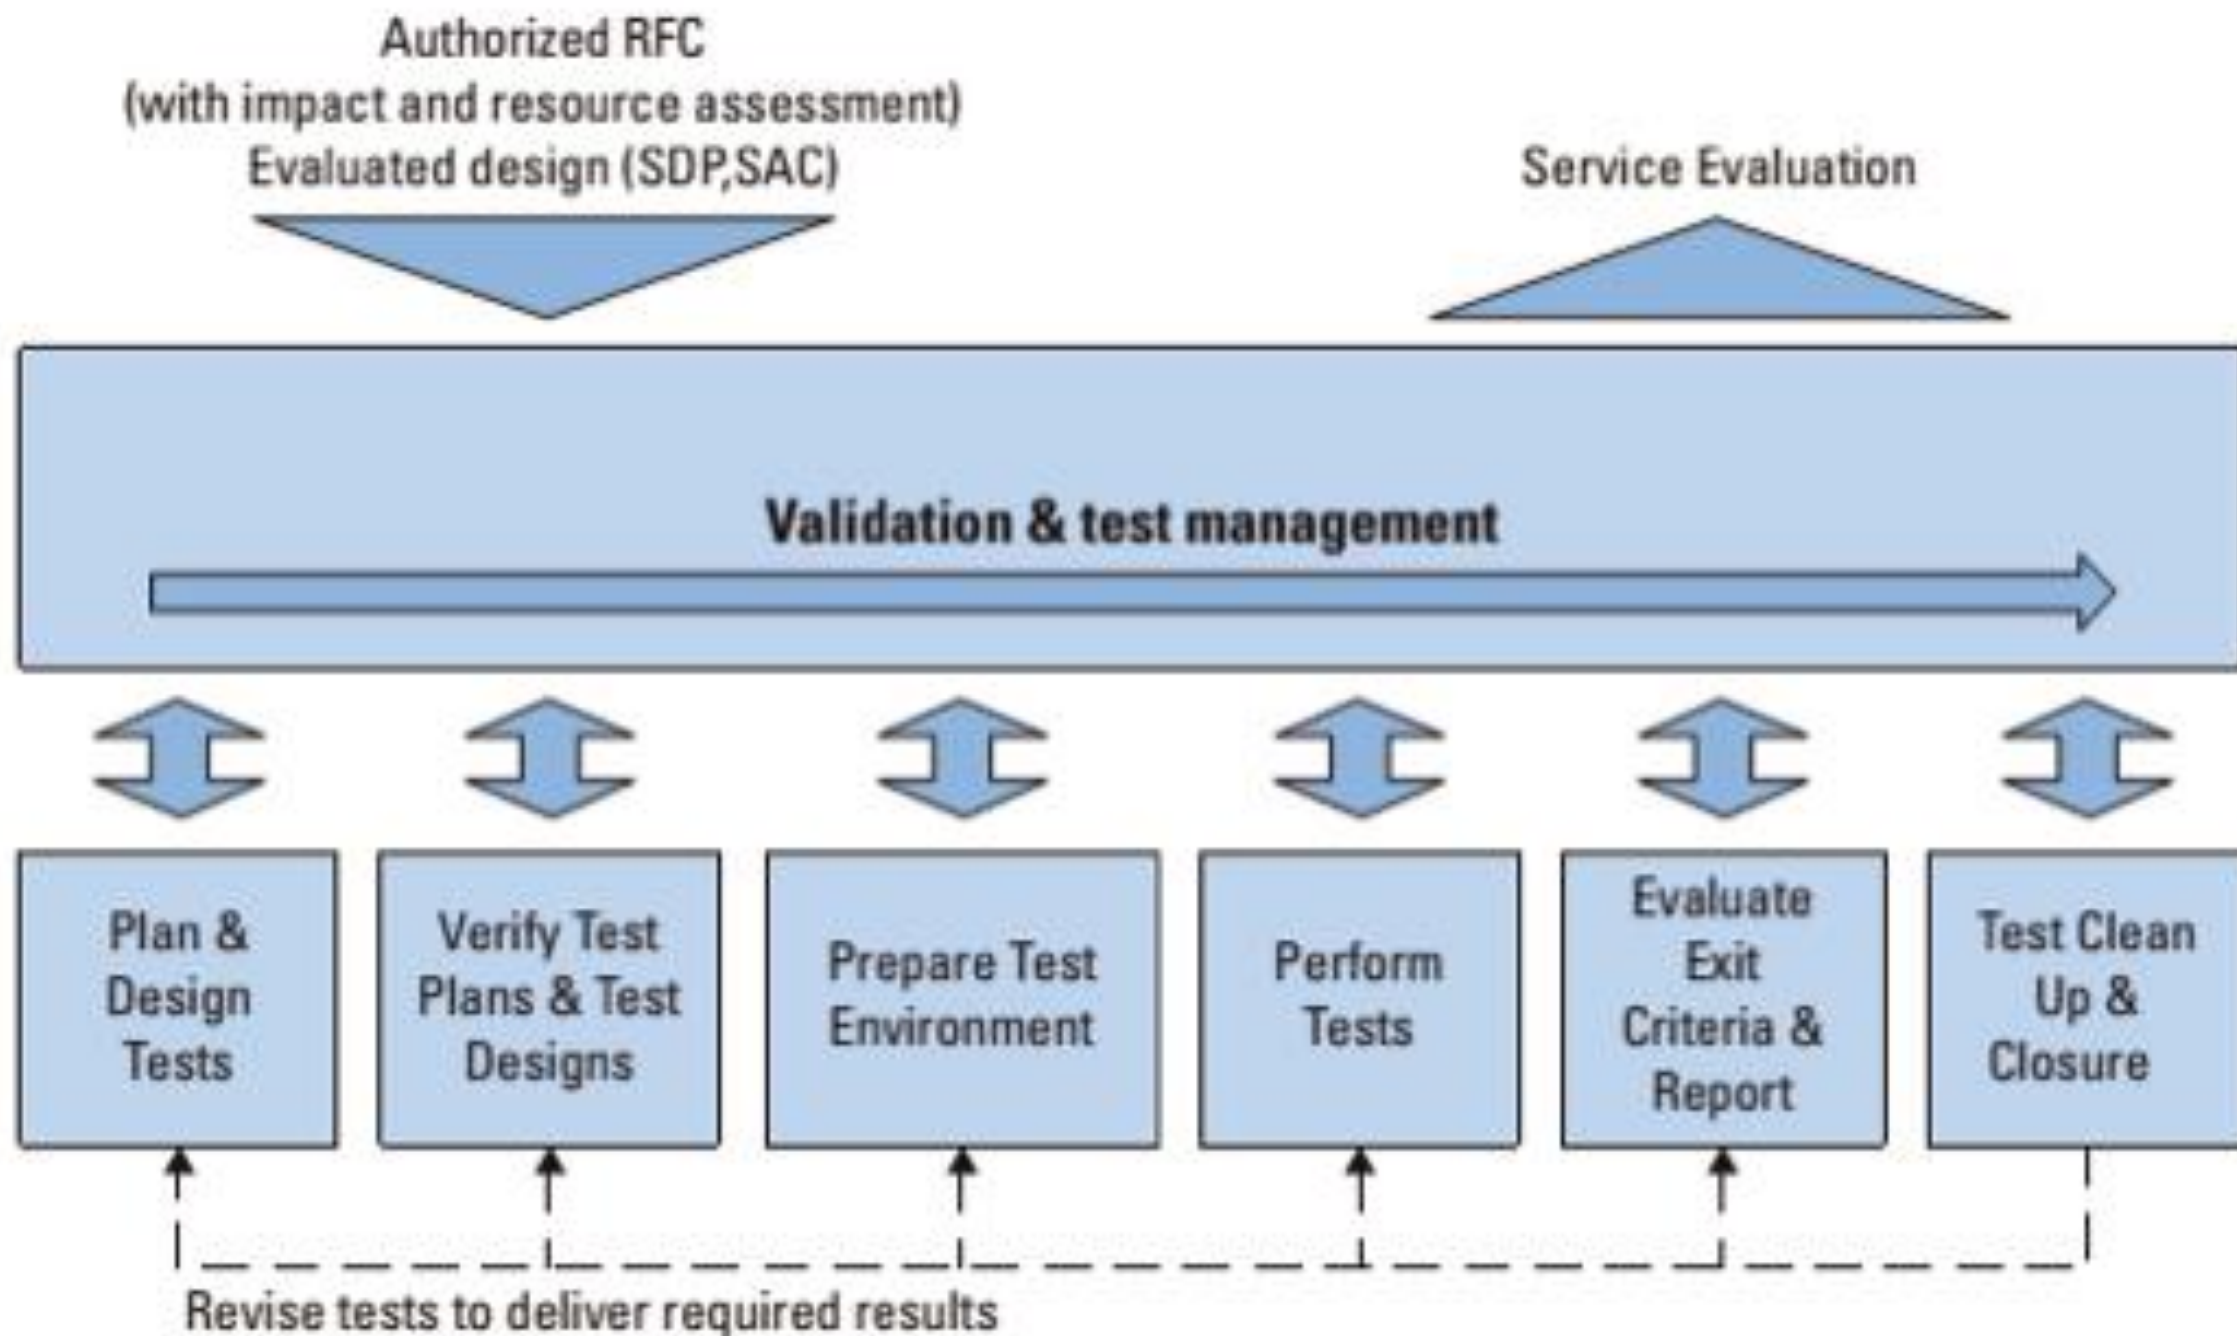 Authorized RFC
(with impact and resource assessment)
Evaluated design (SDP,SAC)
Service Evaluation
Validation & test management
Plan &
Design
Tests
Verify Test
Plans & Test
Designs
Prepare Test
Environment
Perform
Tests
Evaluate
Exit
Criteria &
Report
Test Clean
Up &
Closure
Revise tests to deliver required results